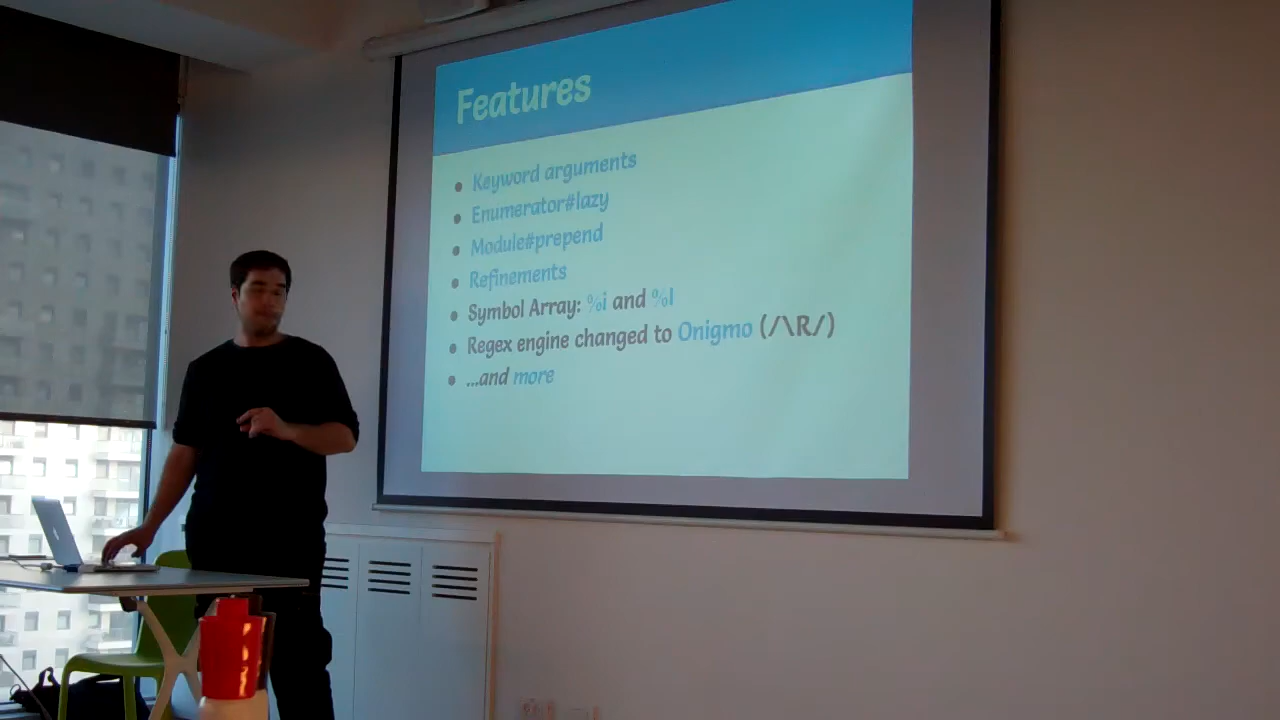 Features
Keyword arguments
Enumerator#lazy
Module#prepend
Refinements
Symbol Array: %i and %I
Regex engine changed to Onigmo (/\R/)
...and more